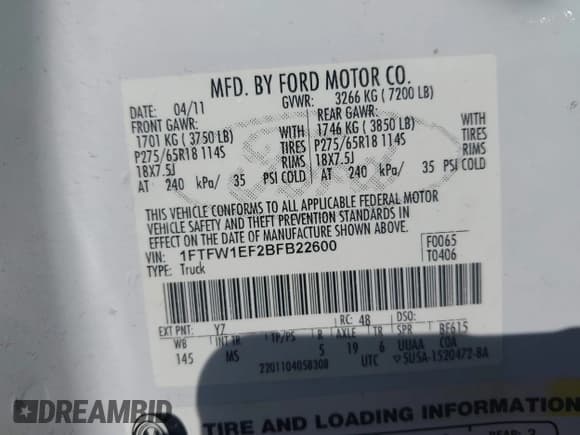 MFD. BY FORD MOTOR CO.
DATE: 04/11 GVWR: 3266 KG ( 7200 LB)
FRONT GAWR: REAR GAWR:
1701 KG ( 3750 LB) WITH 1746 KG ( 3850 LB) WITH
P275/65R18 114S TIRES P275/65R18 114S TIRES
18X7.5J RIMS 18X7.5J RIMS
AT 240 kPa/ 35 PSI COLD AT 240 kPa/ 35 PSI COLD
THIS VEHICLE CONFORMS TO ALL APPLICABLE FEDERAL MOTOR
VEHICLE SAFETY AND THEFT PREVENTION STANDARDS IN
EFFECT ON THE DATE OF MANUFACTURE SHOWN ABOVE.
VIN: 1FTFW1EF2BFB22600 F0065
TYPE: Truck T0406
EXT PNT: YZ RC: 48 DSO:
WB INT TR TP/PS R AXLE TR SPR BF615
145 MS 5 19 6 UUAA COA
2201104058308 UTC ▽5U5A-1520472-BA
DREAMBID
TIRE AND LOADING INFORMATION